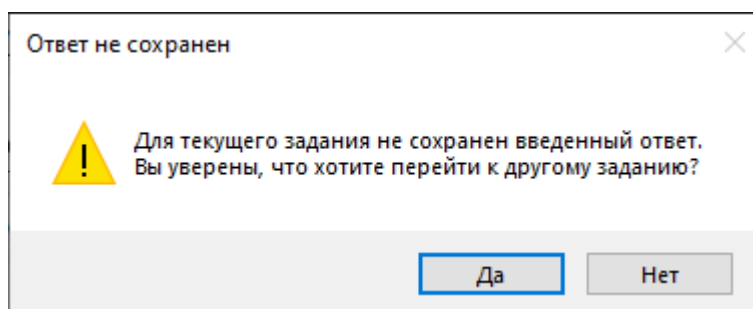 Ответ не сохранен
Для текущего задания не сохранен введенный ответ.
Вы уверены, что хотите перейти к другому заданию?
Да
Нет